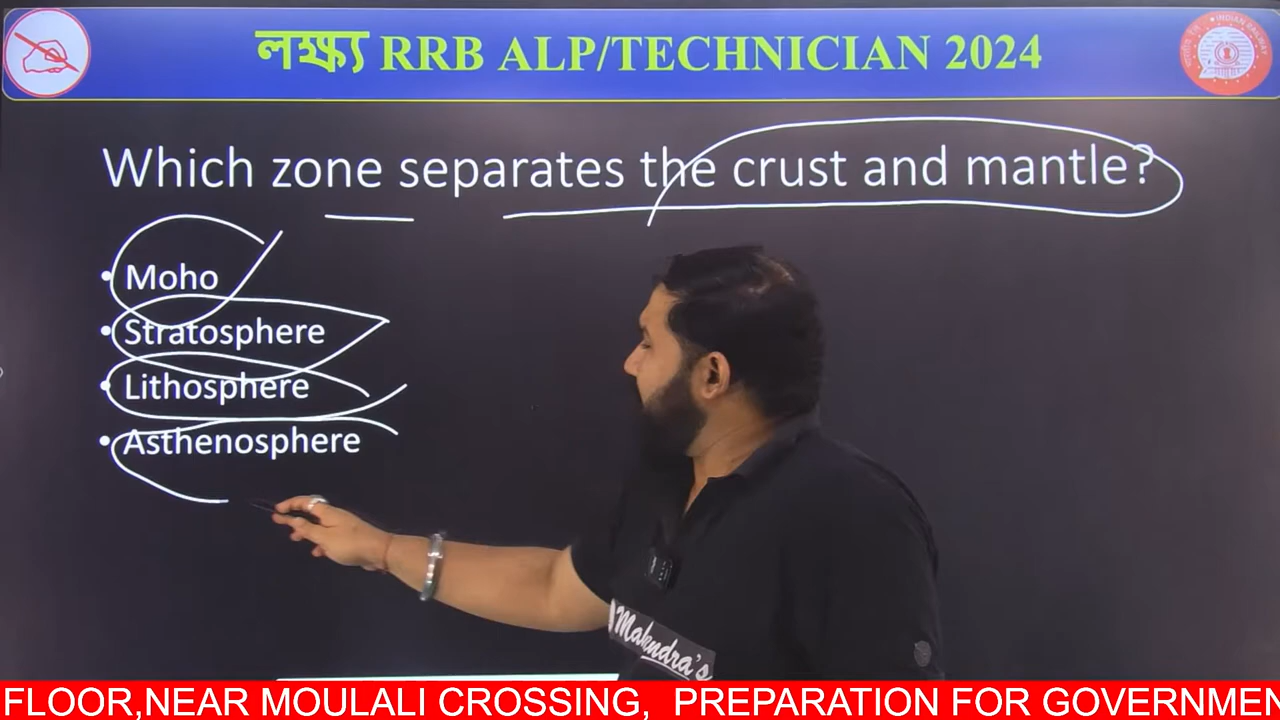 লক্ষ্য RRB ALP/TECHNICIAN 2024
Which zone separates the crust and mantle?
• Moho
• Stratosphere
• Lithosphere
• Asthenosphere
Mahendra's
FLOOR,NEAR MOULALI CROSSING, PREPARATION FOR GOVERNMEN